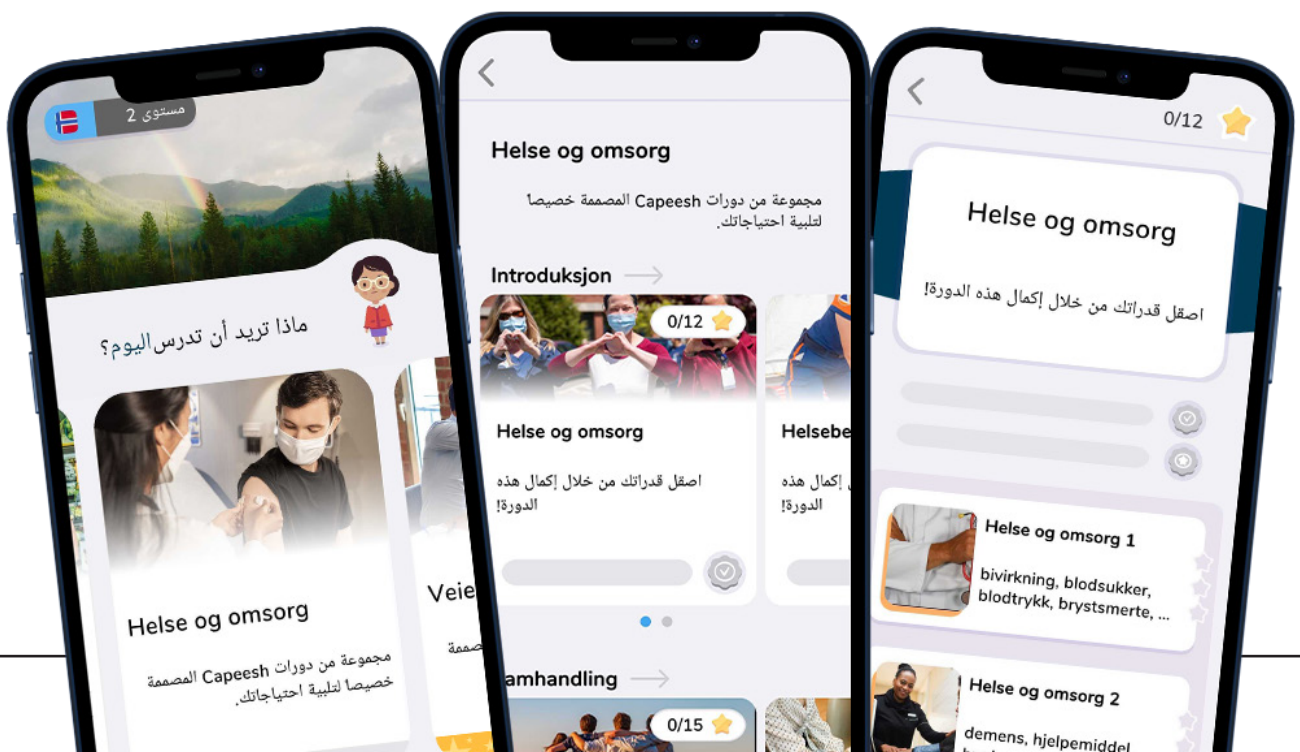 مستوى 2
ماذا تريد أن تدرس اليوم؟
Helse og omsorg
مجموعة من دورات Capeesh المصممة
خصيصا لتلبية احتياجاتك.
Veie
صممة
Helse og omsorg
مجموعة من دورات Capeesh المصممة خصيصا
لتلبية احتياجاتك.
Introduksjon
0/12
Helse og omsorg
اصقل قدراتك من خلال إكمال هذه
الدورة!
Helsebe
إكمال هذه
الدورة!
amhandling
0/15
0/12
Helse og omsorg
اصقل قدراتك من خلال إكمال هذه الدورة!
Helse og omsorg 1
bivirkning, blodsukker,
blodtrykk, brystsmerte, ...
Helse og omsorg 2
demens, hjelpemiddel